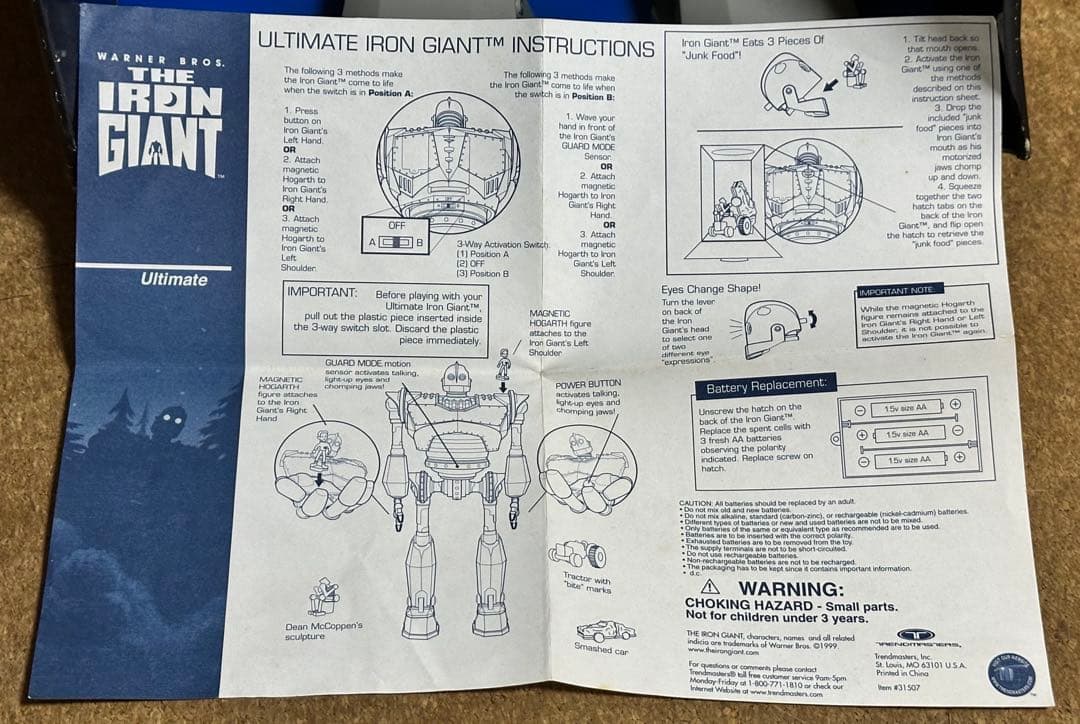 WARNER BROS.
THE
IRON
GIANT
TM
Ultimate
ULTIMATE IRON GIANT™ INSTRUCTIONS
The following 3 methods make
the Iron Giant™ come to life
when the switch is in Position A:
1. Press
button on
Iron Giant's
Left Hand.
OR
2. Attach
magnetic
Hogarth to
Iron Giant's
Right Hand.
OR
3. Attach
magnetic
Hogarth to
Iron Giant's
Left
Shoulder.
The following 3 methods make
the Iron Giant™ come to life when
the switch is in Position B:
1. Wave your
hand in front of
the Iron Giant's
GUARD MODE
Sensor.
OR
2. Attach
magnetic
Hogarth to Iron
Giant's Right
Hand.
OR
3. Attach
magnetic
Hogarth to Iron
Giant's Left
Shoulder.
OFF
A
B
3-Way Activation Switch:
(1) Position A
(2) OFF
(3) Position B
IMPORTANT: Before playing with your
Ultimate Iron Giant™,
pull out the plastic piece inserted inside
the 3-way switch slot. Discard the plastic
piece immediately.
MAGNETIC
HOGARTH figure
attaches to the
Iron Giant's Left
Shoulder
GUARD MODE motion
sensor activates talking,
light-up eyes and
chomping jaws!
MAGNETIC
HOGARTH
figure attaches
to the Iron
Giant's Right
Hand
POWER BUTTON
activates talking,
light-up eyes and
chomping jaws!
Dean McCoppen's
sculpture
Tractor with
"bite" marks
Smashed car
Iron Giant™ Eats 3 Pieces Of
"Junk Food"!
1. Tilt head back so
that mouth opens.
2. Activate the Iron
Giant™ using one of
the methods
described on this
instruction sheet.
3. Drop the
included "junk
food" pieces into
Iron Giant's
mouth as his
motorized
jaws chomp
up and down.
4. Squeeze
together the two
hatch tabs on the
back of the Iron
Giant™, and flip open
the hatch to retrieve the
"junk food" pieces.
Eyes Change Shape!
Turn the lever
on back of
the Iron
Giant's head
to select one
of two
different eye
"expressions".
IMPORTANT NOTE:
While the magnetic Hogarth
figure remains attached to the
Iron Giant's Right Hand or Left
Shoulder, it is not possible to
activate the Iron Giant™ again.
Battery Replacement:
Unscrew the hatch on the
back of the Iron Giant™
Replace the spent cells with
3 fresh AA batteries
observing the polarity
indicated. Replace screw on
hatch.
1.5v size AA
1.5v size AA
1.5v size AA
CAUTION: All batteries should be replaced by an adult.
• Do not mix old and new batteries.
• Do not mix alkaline, standard (carbon-zinc), or rechargeable (nickel-cadmium) batteries.
• Different types of batteries or new and used batteries are not to be mixed.
• Only batteries of the same or equivalent type as recommended are to be used.
• Batteries are to be inserted with the correct polarity.
• Exhausted batteries are to be removed from the toy.
• The supply terminals are not to be short-circuited.
• Do not use rechargeable batteries.
• Non-rechargeable batteries are not to be recharged.
• The packaging has to be kept since it contains important information.
• d.c.
WARNING:
CHOKING HAZARD - Small parts.
Not for children under 3 years.
THE IRON GIANT, characters, names and all related
indicia are trademarks of Warner Bros. ©1999.
www.theirongiant.com
For questions or comments please contact
Trendmasters® toll free customer service 9am-5pm
Monday-Friday at 1-800-771-1810 or check our
Internet Website at www.trendmasters.com
TRENDMASTERS,
Trendmasters, Inc.
St. Louis, MO 63101 U.S.A.
Printed in China
Item #31507
VISIT OUR WEBSITE
WWW.TRENDMASTERS.COM
TM